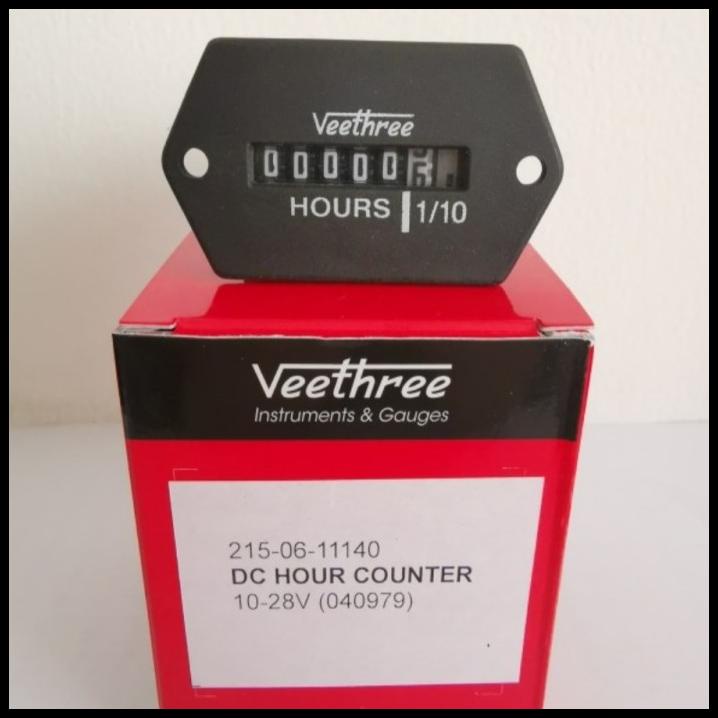 Veethree
00000
HOURS 1/10
Veethree
Instruments & Gauges
215-06-11140
DC HOUR COUNTER
10-28V (040979)